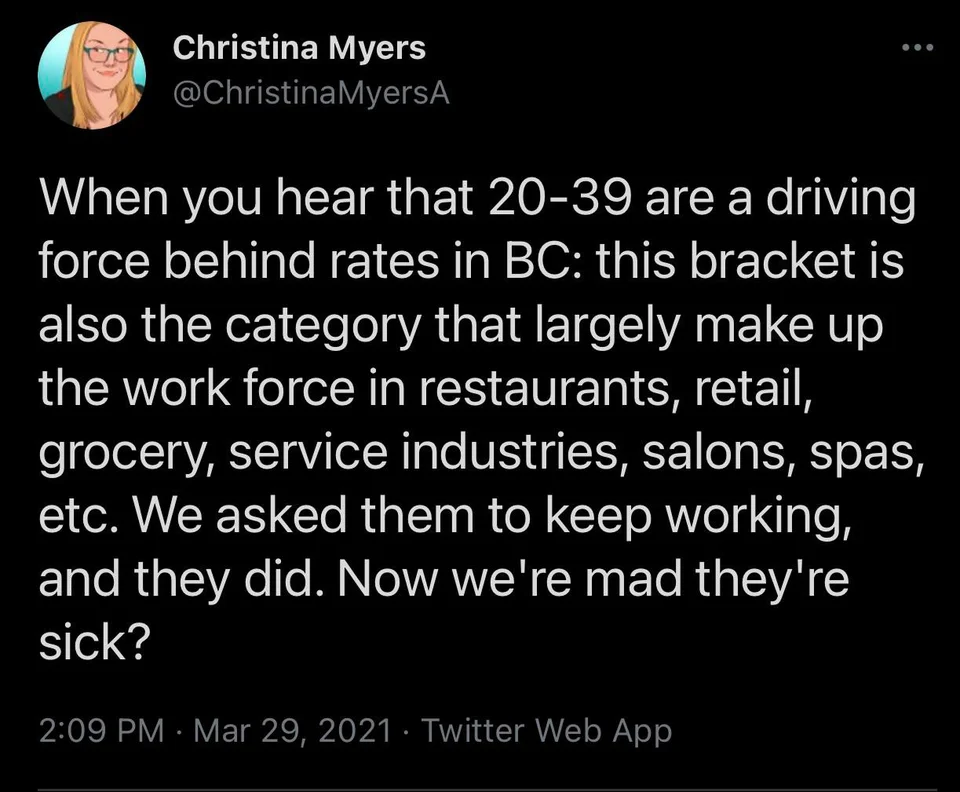 Christina Myers
@ChristinaMyersA
When you hear that 20-39 are a driving
force behind rates in BC: this bracket is
also the category that largely make up
the work force in restaurants, retail,
grocery, service industries, salons, spas,
etc. We asked them to keep working,
and they did. Now we're mad they're
sick?
2:09 PM · Mar 29, 2021 · Twitter Web App